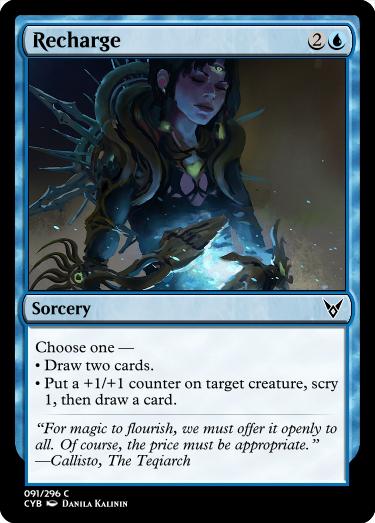 Recharge 2
Sorcery
Choose one —
• Draw two cards.
• Put a +1/+1 counter on target creature, scry
1, then draw a card.
“For magic to flourish, we must offer it openly to
all. Of course, the price must be appropriate.”
—Callisto, The Teqiarch
091/296 C
CYB Danila Kalinin